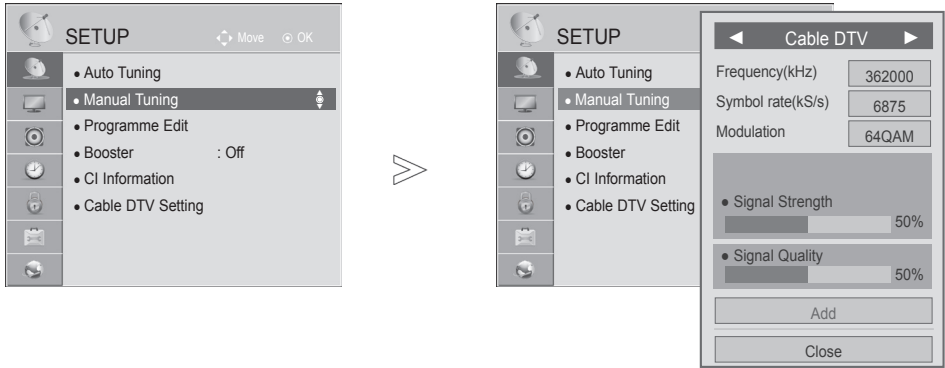 SETUP
Move OK
• Auto Tuning
• Manual Tuning
• Programme Edit
• Booster : Off
• CI Information
• Cable DTV Setting
SETUP
• Auto Tuning
• Manual Tuning
• Programme Edit
• Booster
• CI Information
• Cable DTV Setting
◀ Cable DTV ▶
Frequency(kHz) 362000
Symbol rate(kS/s) 6875
Modulation 64QAM
• Signal Strength
50%
• Signal Quality
50%
Add
Close